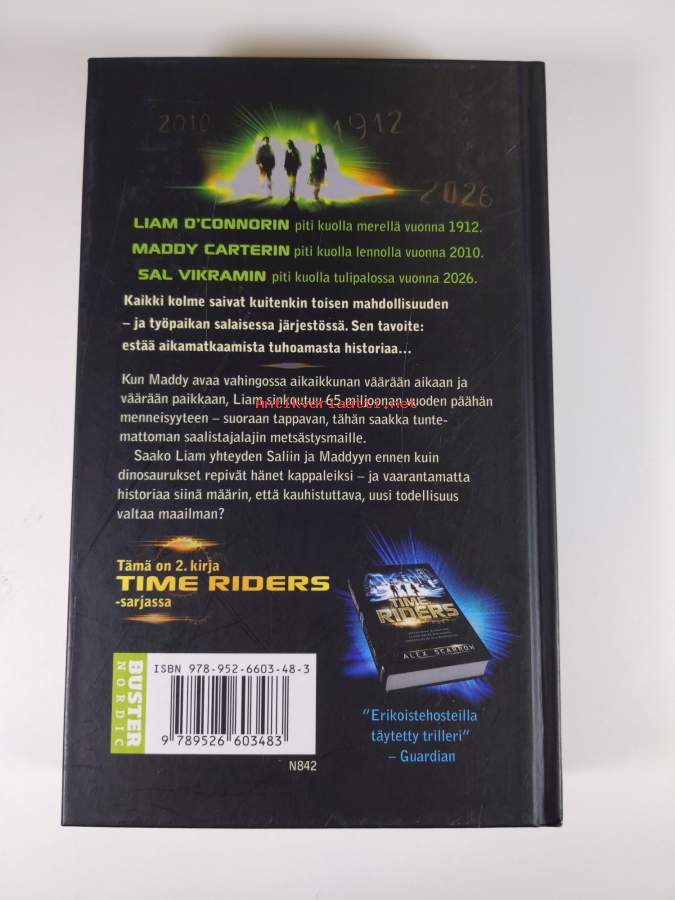 2010
1912
2026
LIAM O'CONNORIN piti kuolla merellä vuonna 1912.
MADDY CARTERIN piti kuolla lennolla vuonna 2010.
SAL VIKRAMIN piti kuolla tulipalossa vuonna 2026.
Kaikki kolme saivat kuitenkin toisen mahdollisuuden
– ja työpaikan salaisessa järjestössä. Sen tavoite:
estää aikamatkaamista tuhoamasta historiaa...
Kun Maddy avaa vahingossa aikaikkunan väärään aikaan ja
väärään paikkaan, Liam sinkoutuu 65 miljoonan vuoden päähän
Antikvariaatti.net
menneisyyteen – suoraan tappavan, tähän saakka tunte-
mattoman saalistajalajin metsästysmaille.
Saako Liam yhteyden Saliin ja Maddyyn ennen kuin
dinosaurukset repivät hänet kappaleiksi – ja vaarantamatta
historiaa siinä määrin, että kauhistuttava, uusi todellisuus
valtaa maailman?
Tämä on 2. kirja
TIME RIDERS
-sarjassa
TIME
RIDERS
ALEX SCARROW
BUSTER
NORDIC
ISBN 978-952-6603-48-3
9 789526 603483
N842
"Erikoistehosteilla
täytetty trilleri"
– Guardian